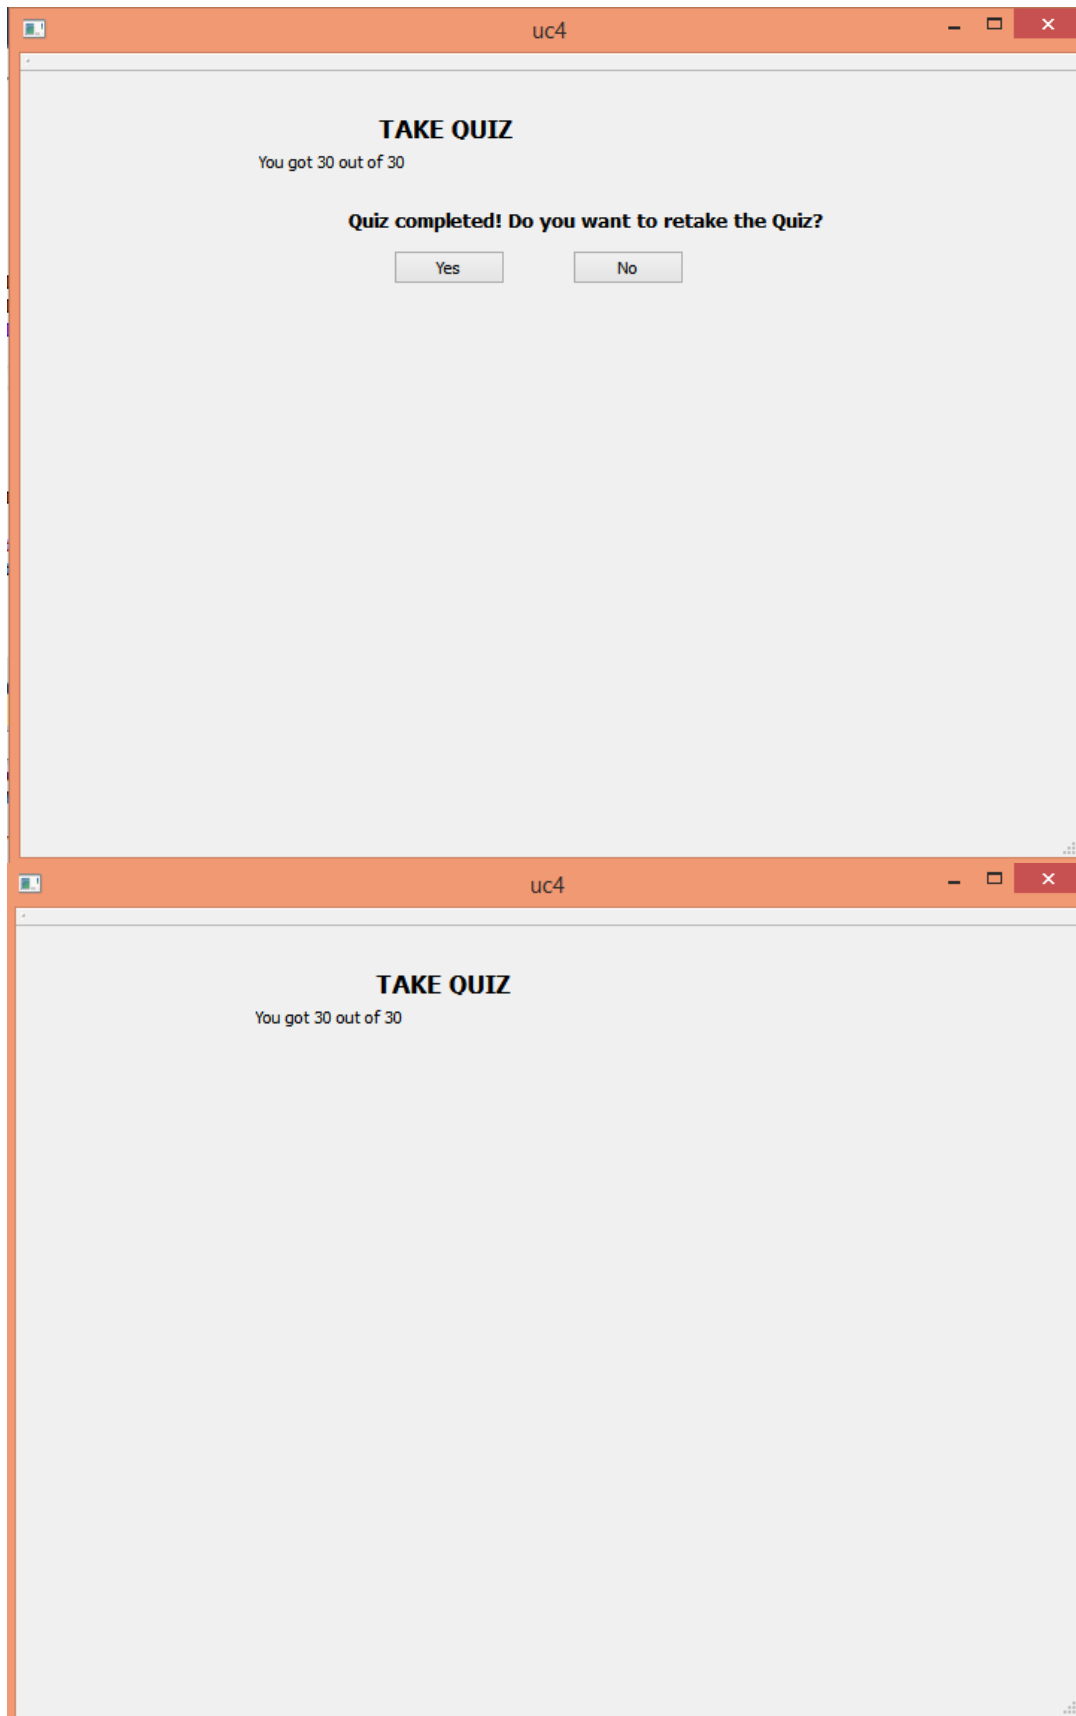 uc4
TAKE QUIZ
You got 30 out of 30
Quiz completed! Do you want to retake the Quiz?
Yes No
uc4
TAKE QUIZ
You got 30 out of 30